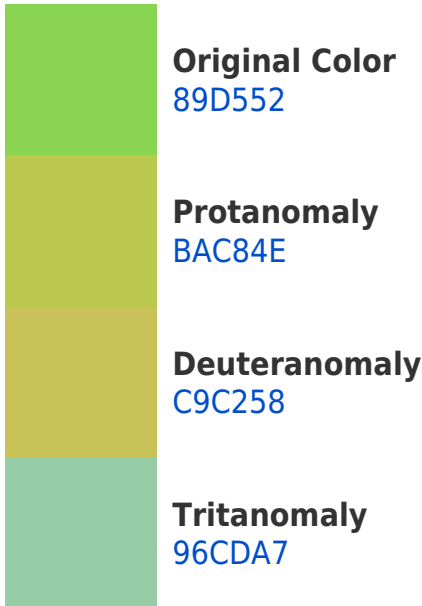 Original Color
89D552
Protanomaly
BAC84E
Deuteranomaly
C9C258
Tritanomaly
96CDA7